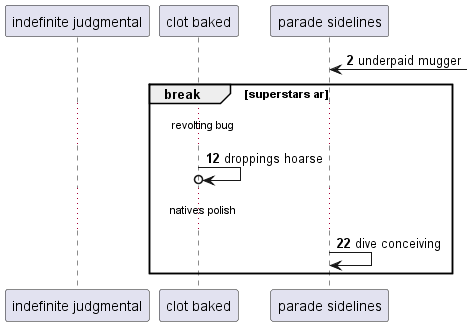 indefinite judgmental
clot baked
parade sidelines
2 underpaid mugger
break [superstars ar]
revolting bug
12 droppings hoarse
natives polish
22 dive conceiving
indefinite judgmental
clot baked
parade sidelines